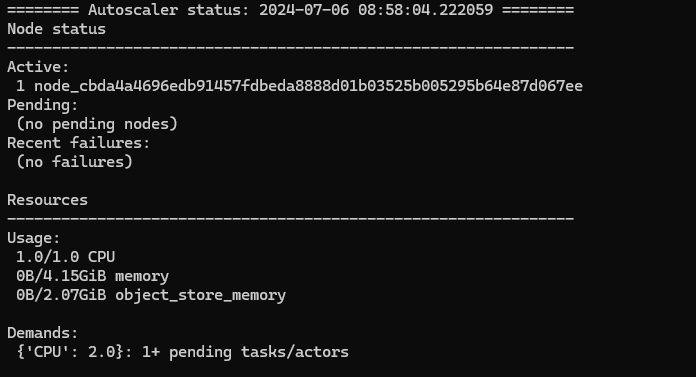 ======== Autoscaler status: 2024-07-06 08:58:04.222059 ========
Node status
---------------------------------------------------------------
Active:
 1 node_cbda4a4696edb91457fdbeda8888d01b03525b005295b64e87d067ee
Pending:
 (no pending nodes)
Recent failures:
 (no failures)

Resources
---------------------------------------------------------------
Usage:
 1.0/1.0 CPU
 0B/4.15GiB memory
 0B/2.07GiB object_store_memory

Demands:
 {'CPU': 2.0}: 1+ pending tasks/actors